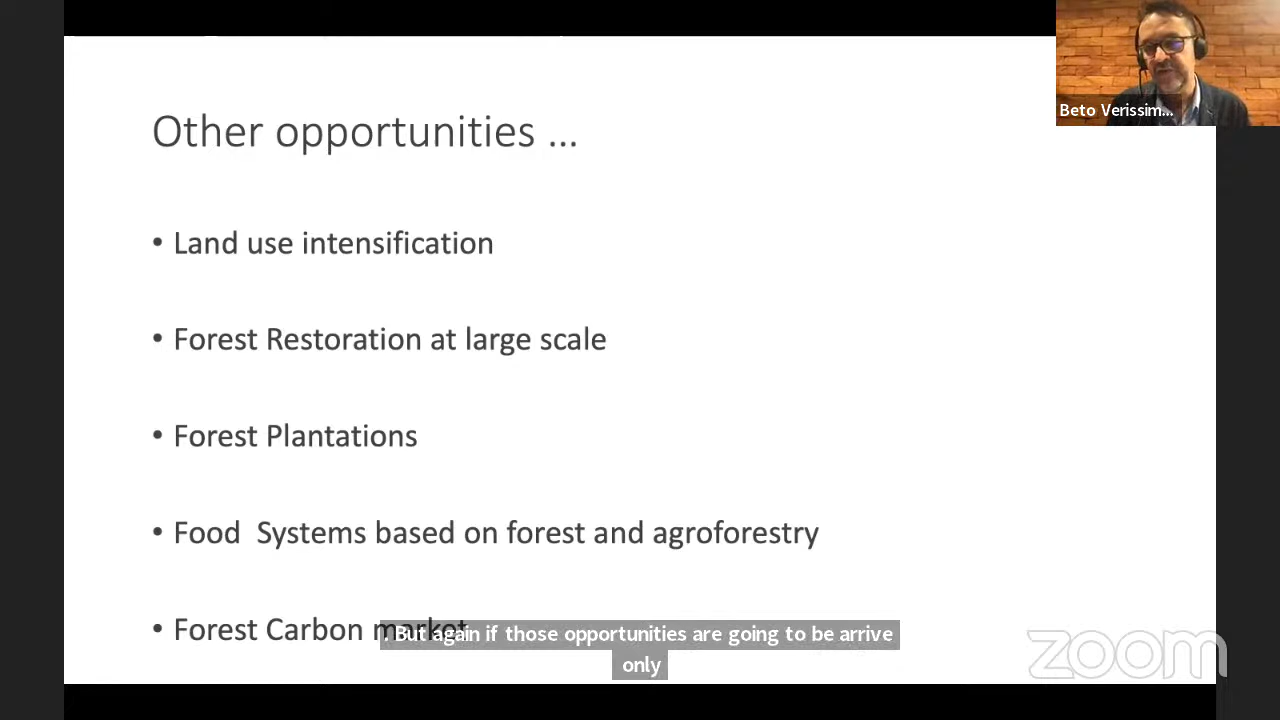 Other opportunities ...
Beto Verissim...
• Land use intensification
• Forest Restoration at large scale
• Forest Plantations
• Food  Systems based on forest and agroforestry
• Forest Carbon market
. But again if those opportunities are going to be arrive
only
zoom